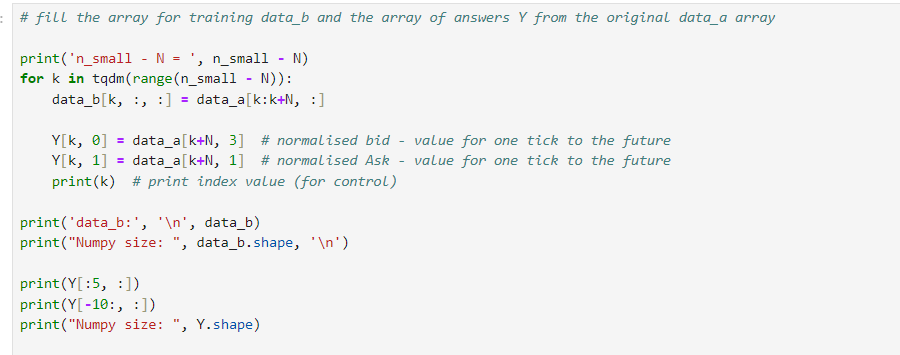 # fill the array for training data_b and the array of answers Y from the original data_a array

print('n_small - N = ', n_small - N)
for k in tqdm(range(n_small - N)):
    data_b[k, :, :] = data_a[k:k+N, :]

    Y[k, 0] = data_a[k+N, 3]  # normalised bid - value for one tick to the future
    Y[k, 1] = data_a[k+N, 1]  # normalised Ask - value for one tick to the future
    print(k)  # print index value (for control)

print('data_b:', '\n', data_b)
print("Numpy size: ", data_b.shape, '\n')

print(Y[:5, :])
print(Y[-10:, :])
print("Numpy size: ", Y.shape)